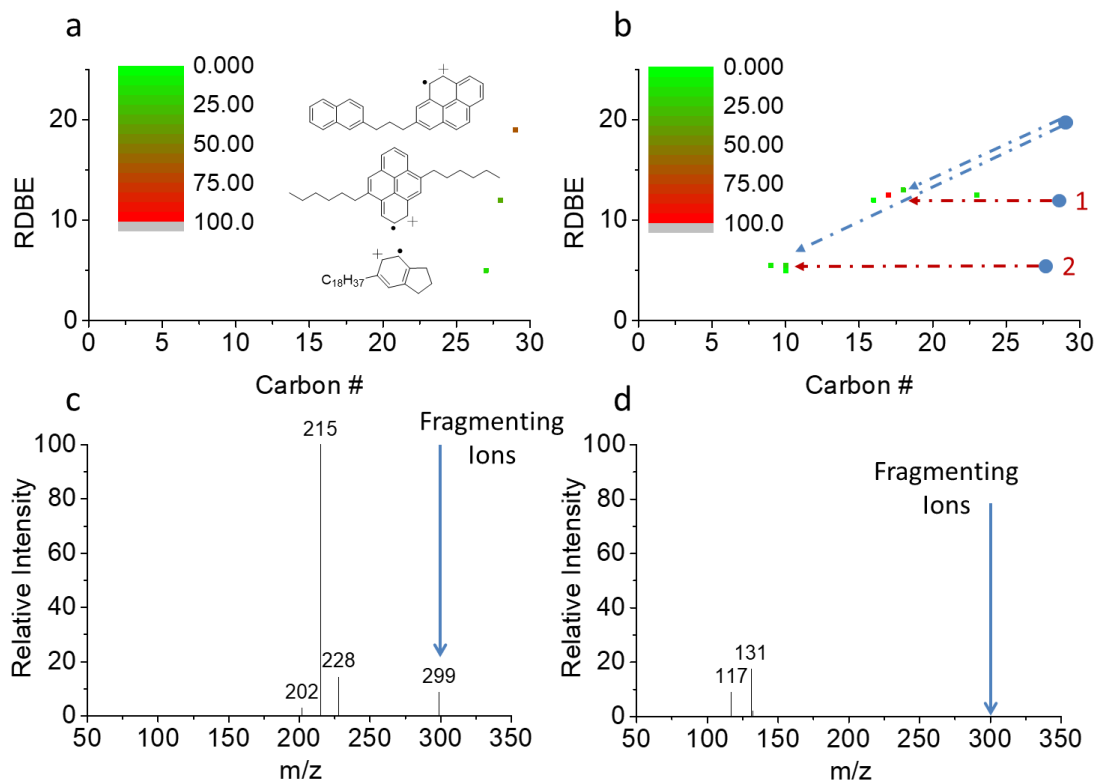 a
0.000
25.00
50.00
75.00
100.0
20
10
0
RDBE
0 5 10 15 20 25 30
Carbon #
+
•
+
•
+
•
C18H37
b
0.000
25.00
50.00
75.00
100.0
20
10
0
RDBE
0 5 10 15 20 25 30
Carbon #
1
2
c
Fragmenting
Ions
100
80
60
40
20
0
Relative Intensity
215
228
202
299
50 100 150 200 250 300 350
m/z
d
Fragmenting
Ions
100
80
60
40
20
0
Relative Intensity
131
117
50 100 150 200 250 300 350
m/z